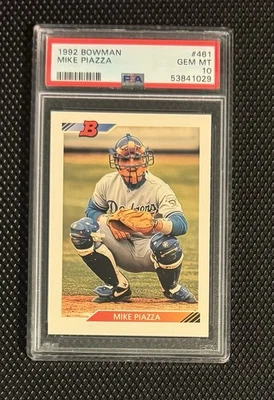 1992 BOWMAN #461
MIKE PIAZZA GEM MT
10
PSA 53841029
B
Dodgers
MIKE PIAZZA